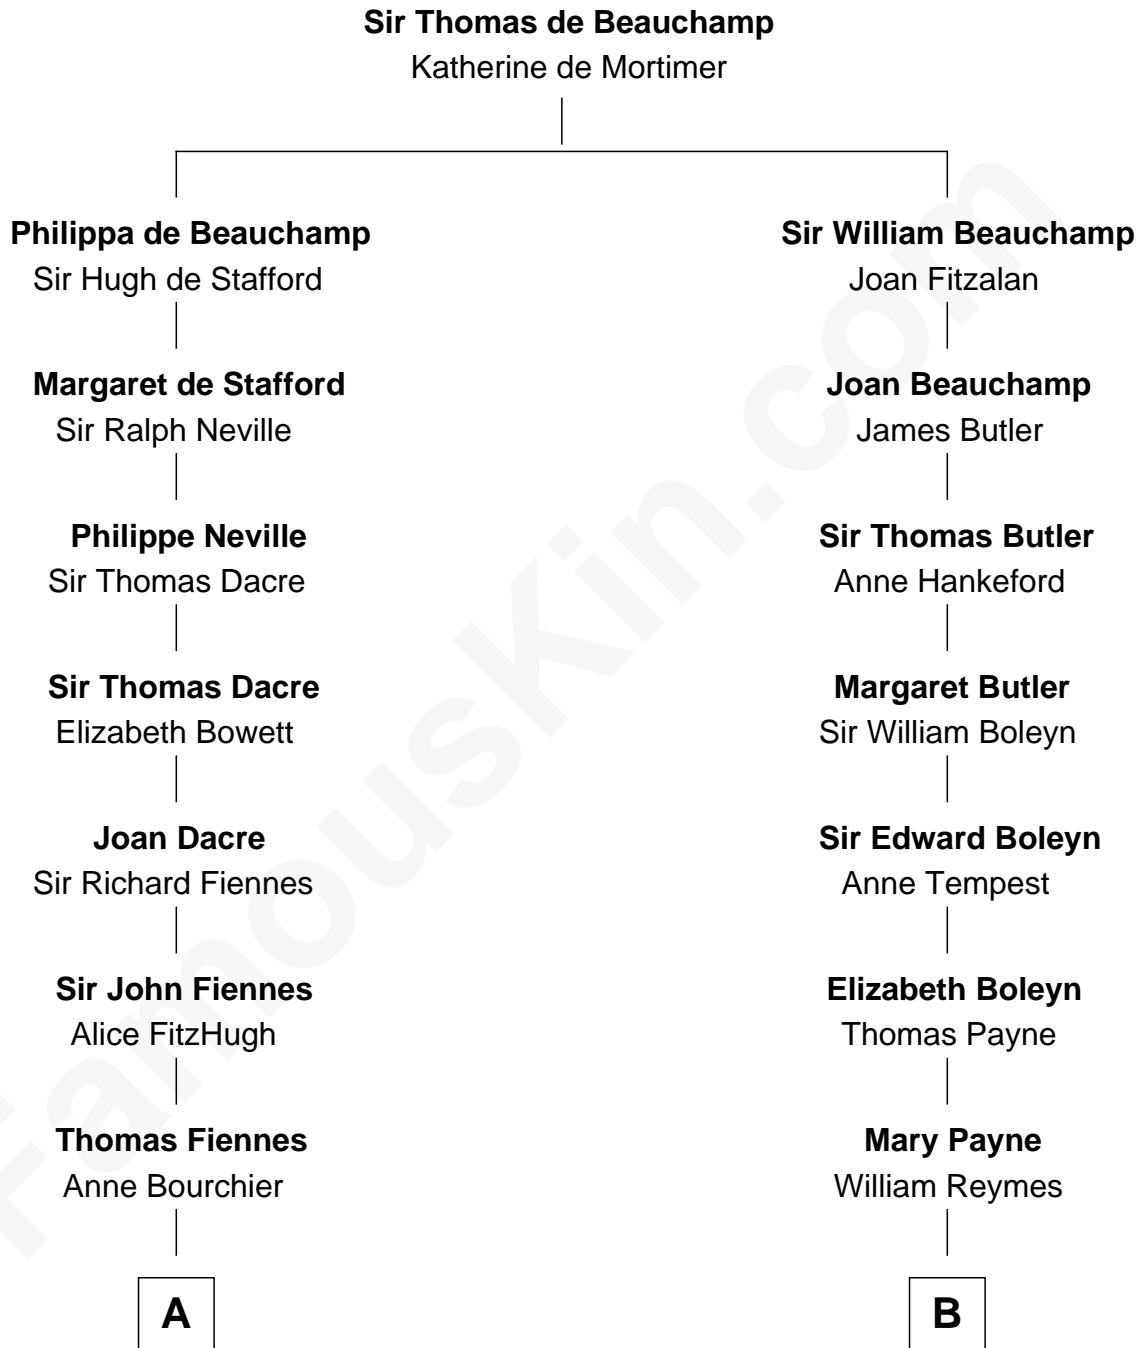 Sir Thomas de Beauchamp
Katherine de Mortimer
Philippa de Beauchamp
Sir Hugh de Stafford
Margaret de Stafford
Sir Ralph Neville
Philippe Neville
Sir Thomas Dacre
Sir Thomas Dacre
Elizabeth Bowett
Joan Dacre
Sir Richard Fiennes
Sir John Fiennes
Alice FitzHugh
Thomas Fiennes
Anne Bourchier
A
Sir William Beauchamp
Joan Fitzalan
Joan Beauchamp
James Butler
Sir Thomas Butler
Anne Hankeford
Margaret Butler
Sir William Boleyn
Sir Edward Boleyn
Anne Tempest
Elizabeth Boleyn
Thomas Payne
Mary Payne
William Reymes
B
FamousKin.com